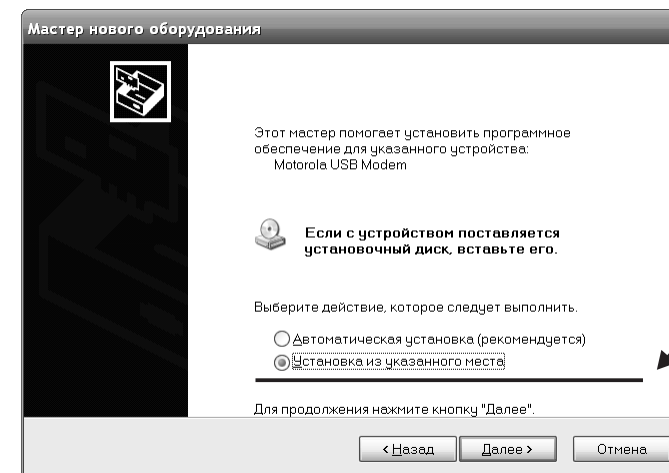 Мастер нового оборудования
Этот мастер помогает установить программное
обеспечение для указанного устройства:
Motorola USB Modem
Если с устройством поставляется
установочный диск, вставьте его.
Выберите действие, которое следует выполнить.
Автоматическая установка (рекомендуется)
Установка из указанного места
Для продолжения нажмите кнопку "Далее".
< Назад Далее > Отмена